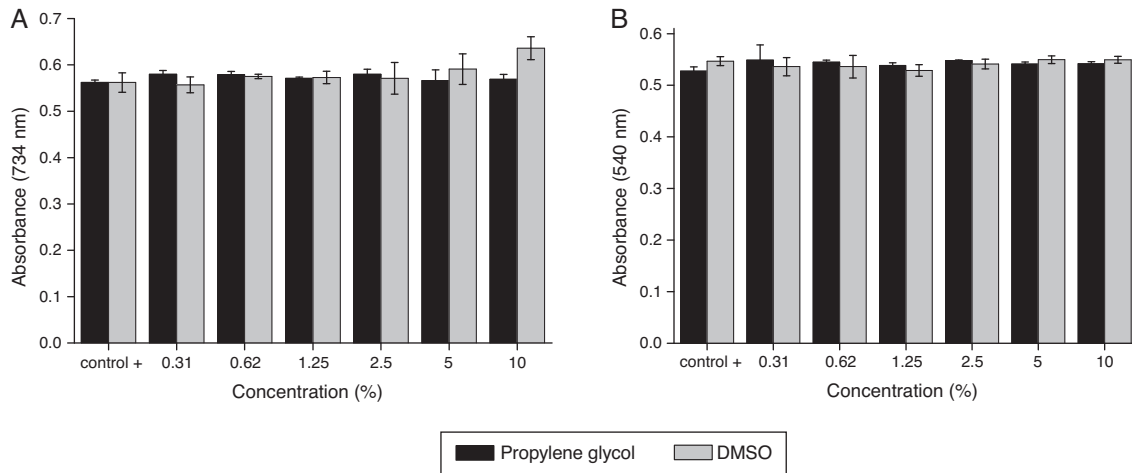 A
Absorbance (734 nm)
0.7
0.6
0.5
0.4
0.3
0.2
0.1
0.0
control + 0.31 0.62 1.25 2.5 5 10
Concentration (%)
B
Absorbance (540 nm)
0.6
0.5
0.4
0.3
0.2
0.1
0.0
control + 0.31 0.62 1.25 2.5 5 10
Concentration (%)
Propylene glycol DMSO